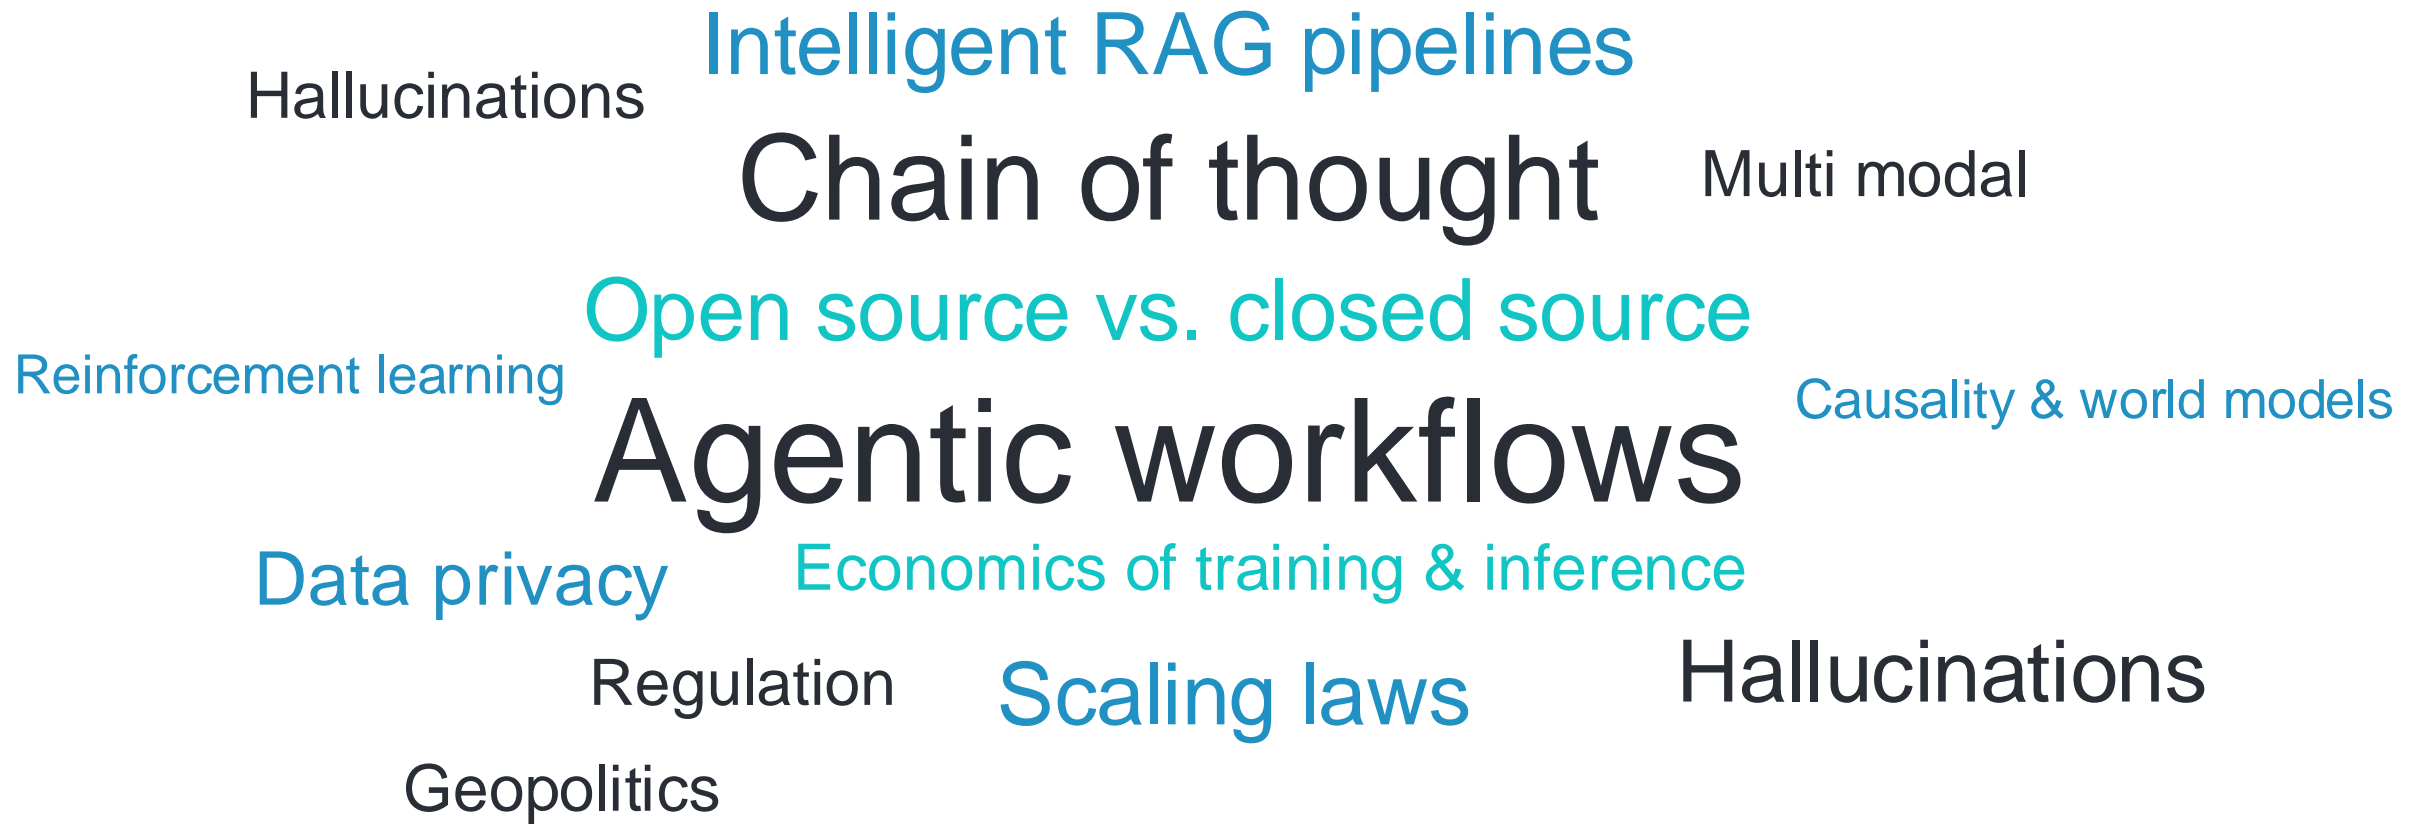 Intelligent RAG pipelines
Hallucinations
Chain of thought
Multi modal
Open source vs. closed source
Reinforcement learning
Causality & world models
Agentic workflows
Data privacy
Economics of training & inference
Regulation
Scaling laws
Hallucinations
Geopolitics